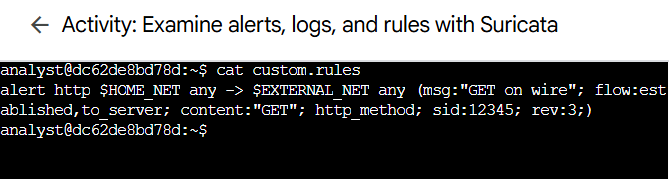 ← Activity: Examine alerts, logs, and rules with Suricata
analyst@dc62de8bd78d:~$ cat custom.rules
alert http $HOME_NET any -> $EXTERNAL_NET any (msg:"GET on wire"; flow:est
ablished,to_server; content:"GET"; http_method; sid:12345; rev:3;)
analyst@dc62de8bd78d:~$